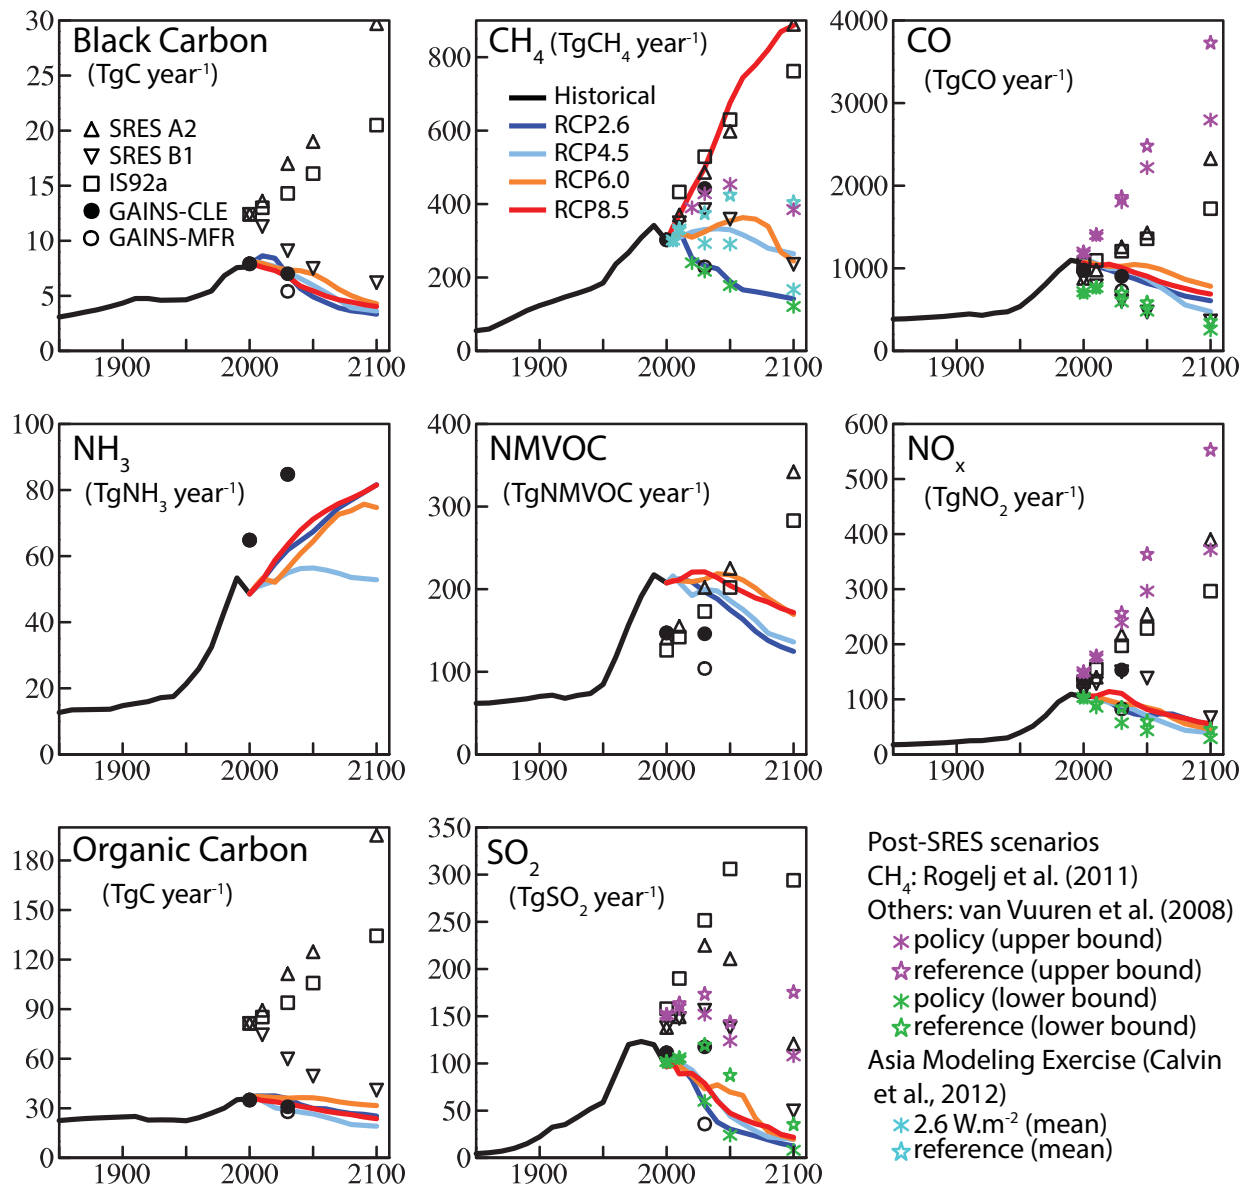 Black Carbon
(TgC year⁻¹)
30
25
20
15
10
5
0
△ SRES A2
▽ SRES B1
□ IS92a
● GAINS-CLE
○ GAINS-MFR
1900 2000 2100
CH₄ (TgCH₄ year⁻¹)
800
600
400
200
0
Historical
RCP2.6
RCP4.5
RCP6.0
RCP8.5
1900 2000 2100
CO
(TgCO year⁻¹)
4000
3000
2000
1000
0
1900 2000 2100
NH₃
(TgNH₃ year⁻¹)
100
80
60
40
20
0
1900 2000 2100
NMVOC
(TgNMVOC year⁻¹)
400
300
200
100
0
1900 2000 2100
NOₓ
(TgNO₂ year⁻¹)
600
500
400
300
200
100
0
1900 2000 2100
Organic Carbon
(TgC year⁻¹)
180
150
120
90
60
30
0
1900 2000 2100
SO₂
(TgSO₂ year⁻¹)
350
300
250
200
150
100
50
0
1900 2000 2100
Post-SRES scenarios
CH₄: Rogelj et al. (2011)
Others: van Vuuren et al. (2008)
policy (upper bound)
reference (upper bound)
policy (lower bound)
reference (lower bound)
Asia Modeling Exercise (Calvin
et al., 2012)
2.6 W.m⁻² (mean)
reference (mean)